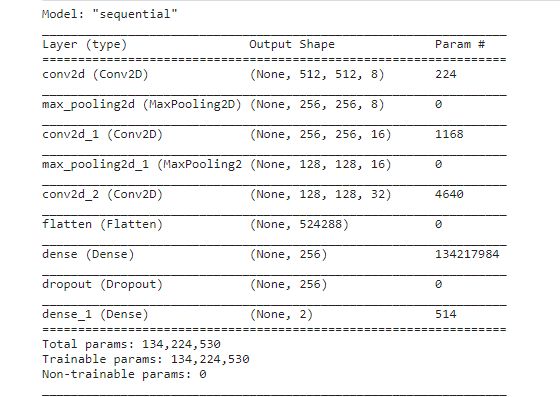 Model: "sequential"
Layer (type) Output Shape Param #
conv2d (Conv2D) (None, 512, 512, 8) 224
max_pooling2d (MaxPooling2D) (None, 256, 256, 8) 0
conv2d_1 (Conv2D) (None, 256, 256, 16) 1168
max_pooling2d_1 (MaxPooling2 (None, 128, 128, 16) 0
conv2d_2 (Conv2D) (None, 128, 128, 32) 4640
flatten (Flatten) (None, 524288) 0
dense (Dense) (None, 256) 134217984
dropout (Dropout) (None, 256) 0
dense_1 (Dense) (None, 2) 514
Total params: 134,224,530
Trainable params: 134,224,530
Non-trainable params: 0